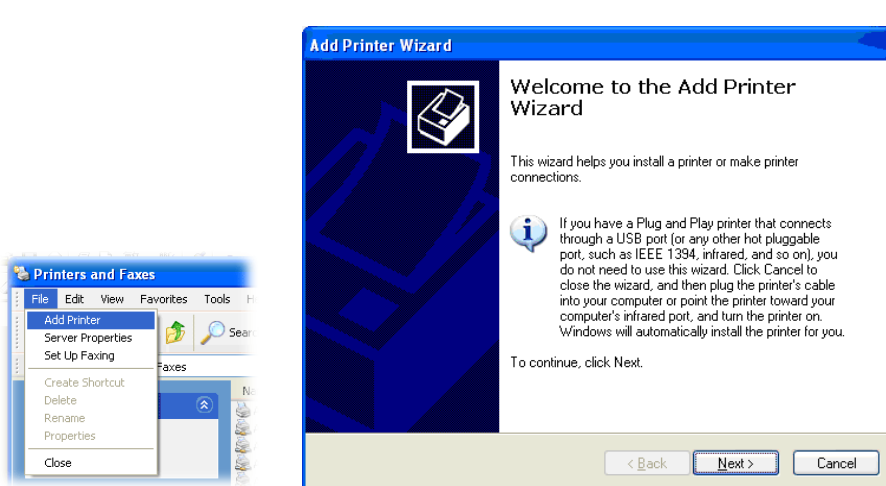 Add Printer Wizard
Welcome to the Add Printer
Wizard
This wizard helps you install a printer or make printer
connections.
If you have a Plug and Play printer that connects
through a USB port (or any other hot pluggable
port, such as IEEE 1394, infrared, and so on), you
do not need to use this wizard. Click Cancel to
close the wizard, and then plug the printer's cable
into your computer or point the printer toward your
computer's infrared port, and turn the printer on.
Windows will automatically install the printer for you.
To continue, click Next.
< Back Next > Cancel
Printers and Faxes
File Edit View Favorites Tools H
Add Printer
Server Properties
Set Up Faxing
Create Shortcut
Delete
Rename
Properties
Close
Sear
Faxes
Na